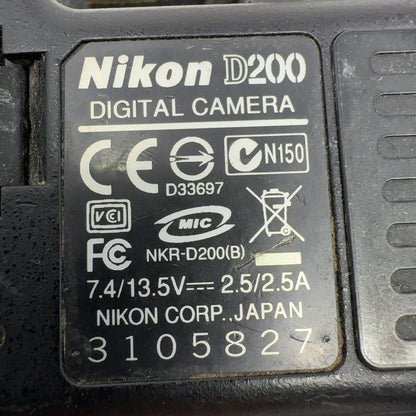 Nikon D200
DIGITAL CAMERA
CE N150
D33697
VCI MIC
FC NKR-D200(B)
7.4/13.5V⎓ 2.5/2.5A
NIKON CORP.,JAPAN
3105827